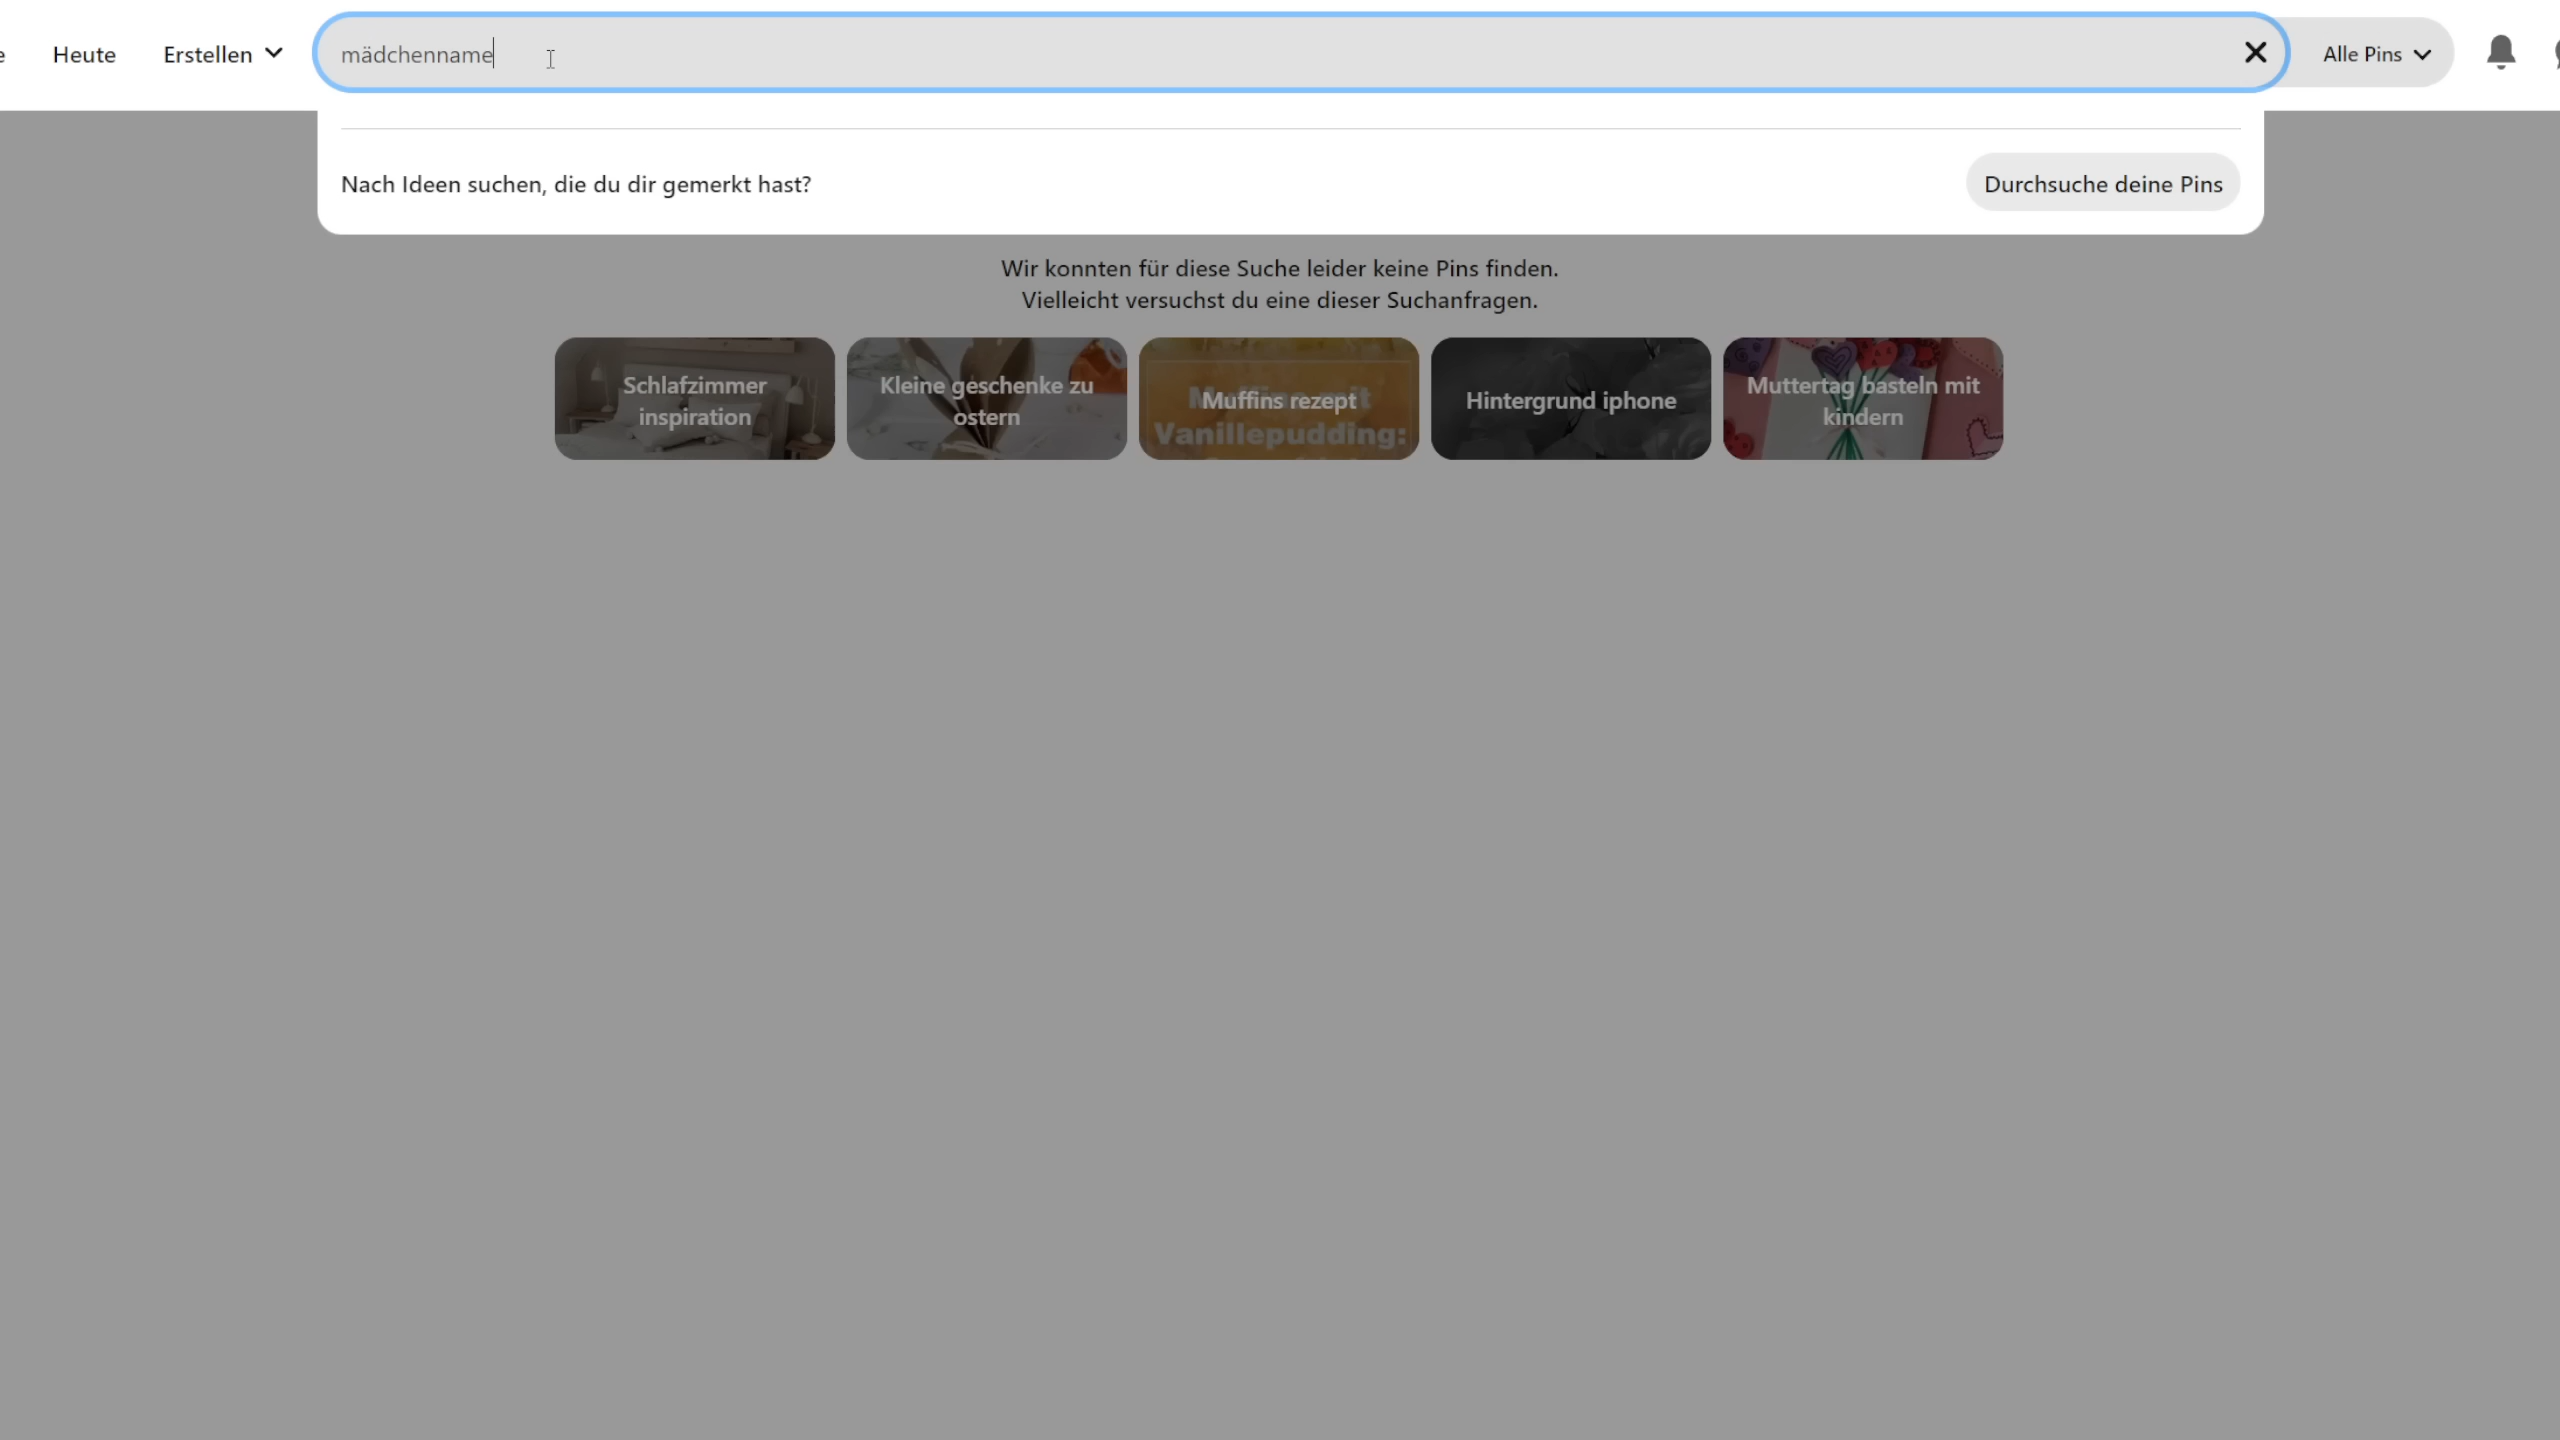 e Heute Erstellen mädchenname Alle Pins
Nach Ideen suchen, die du dir gemerkt hast? Durchsuche deine Pins
Wir konnten für diese Suche leider keine Pins finden.
Vielleicht versuchst du eine dieser Suchanfragen.
Schlafzimmer
inspiration
Kleine geschenke zu
ostern
Muffins rezept
Vanillepudding:
Hintergrund iphone
Muttertag basteln mit
kindern